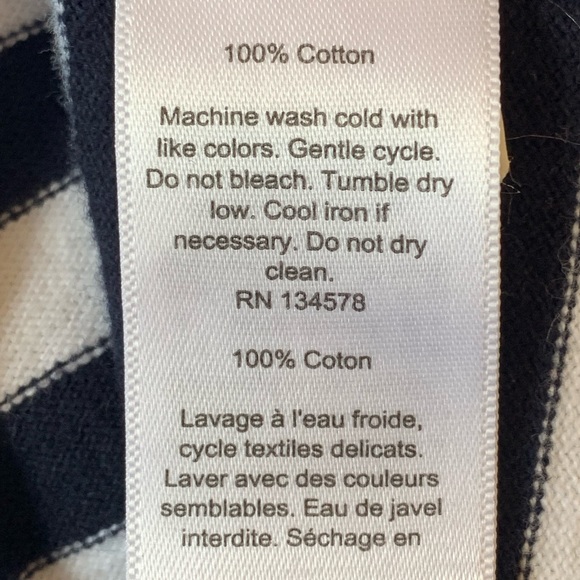 100% Cotton
Machine wash cold with
like colors. Gentle cycle.
Do not bleach. Tumble dry
low. Cool iron if
necessary. Do not dry
clean.
RN 134578
100% Coton
Lavage à l'eau froide,
cycle textiles delicats.
Laver avec des couleurs
semblables. Eau de javel
interdite. Séchage en